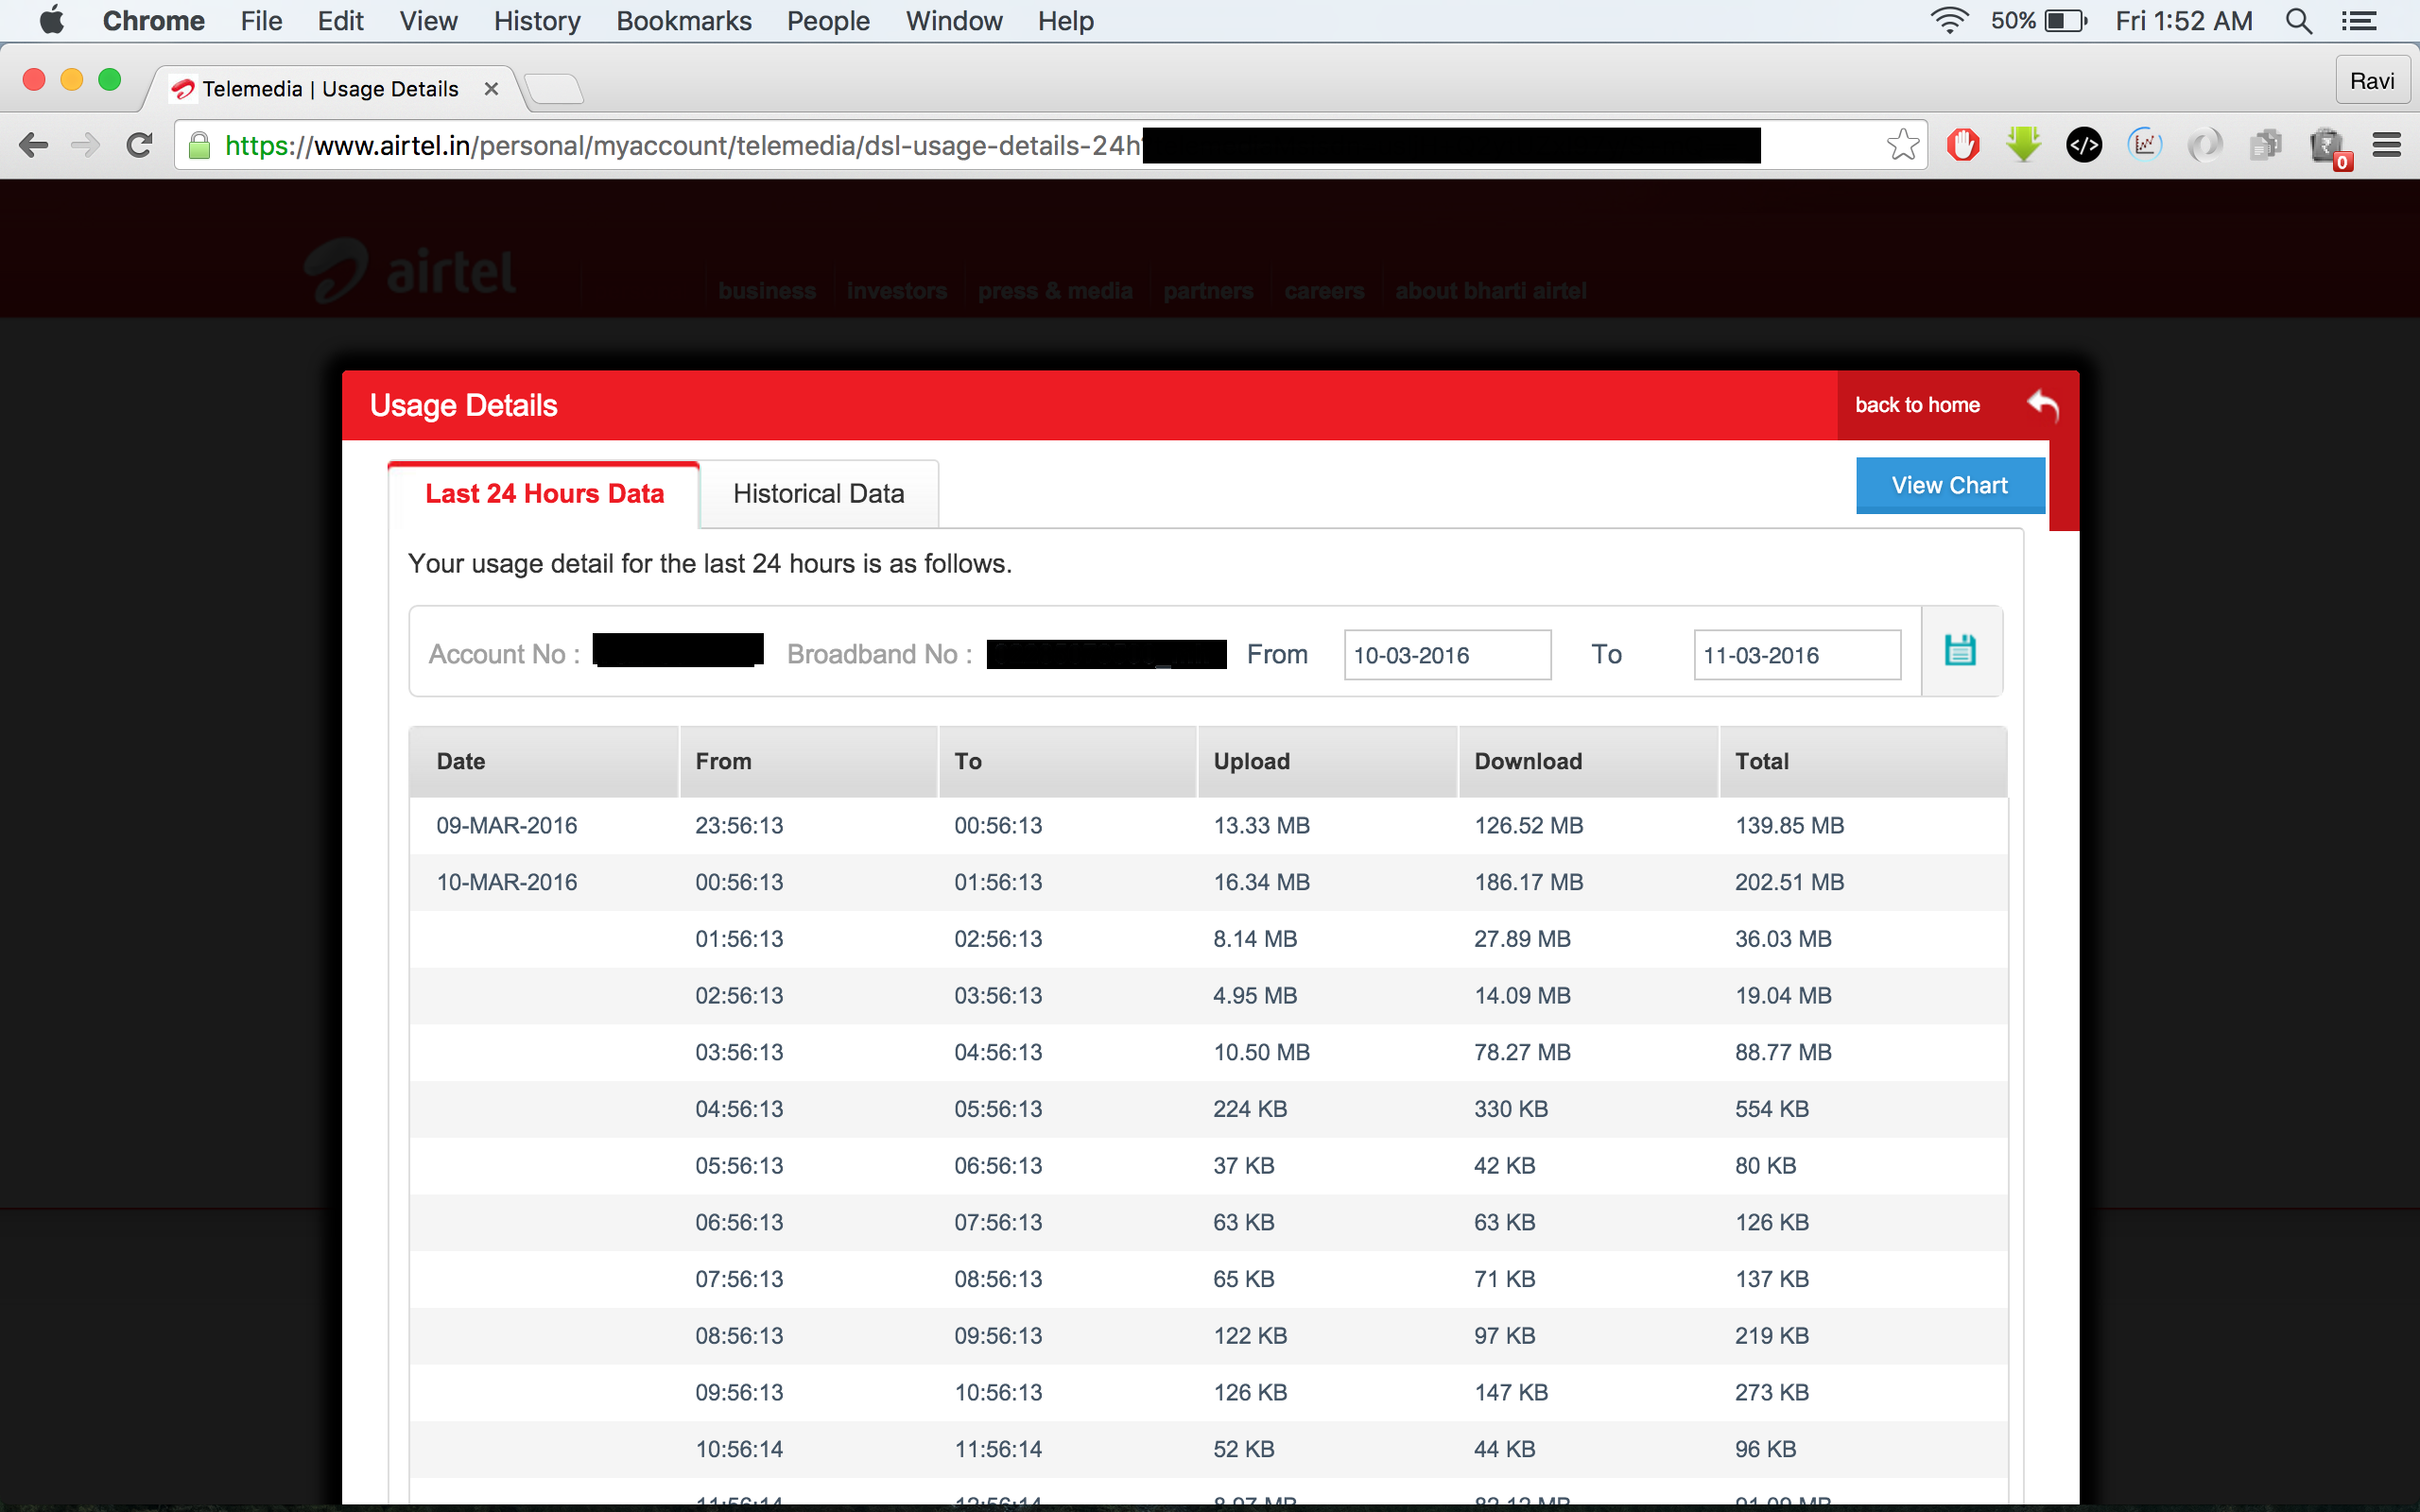 Chrome File Edit View History Bookmarks People Window Help 50% Fri 1:52 AM
Telemedia | Usage Details Ravi
https://www.airtel.in/personal/myaccount/telemedia/dsl-usage-details-24h 0
airtel business investors press & media partners careers about bharti airtel
Usage Details back to home
Last 24 Hours Data Historical Data View Chart
Your usage detail for the last 24 hours is as follows.
Account No : Broadband No : From 10-03-2016 To 11-03-2016
Date From To Upload Download Total
09-MAR-2016 23:56:13 00:56:13 13.33 MB 126.52 MB 139.85 MB
10-MAR-2016 00:56:13 01:56:13 16.34 MB 186.17 MB 202.51 MB
01:56:13 02:56:13 8.14 MB 27.89 MB 36.03 MB
02:56:13 03:56:13 4.95 MB 14.09 MB 19.04 MB
03:56:13 04:56:13 10.50 MB 78.27 MB 88.77 MB
04:56:13 05:56:13 224 KB 330 KB 554 KB
05:56:13 06:56:13 37 KB 42 KB 80 KB
06:56:13 07:56:13 63 KB 63 KB 126 KB
07:56:13 08:56:13 65 KB 71 KB 137 KB
08:56:13 09:56:13 122 KB 97 KB 219 KB
09:56:13 10:56:13 126 KB 147 KB 273 KB
10:56:14 11:56:14 52 KB 44 KB 96 KB